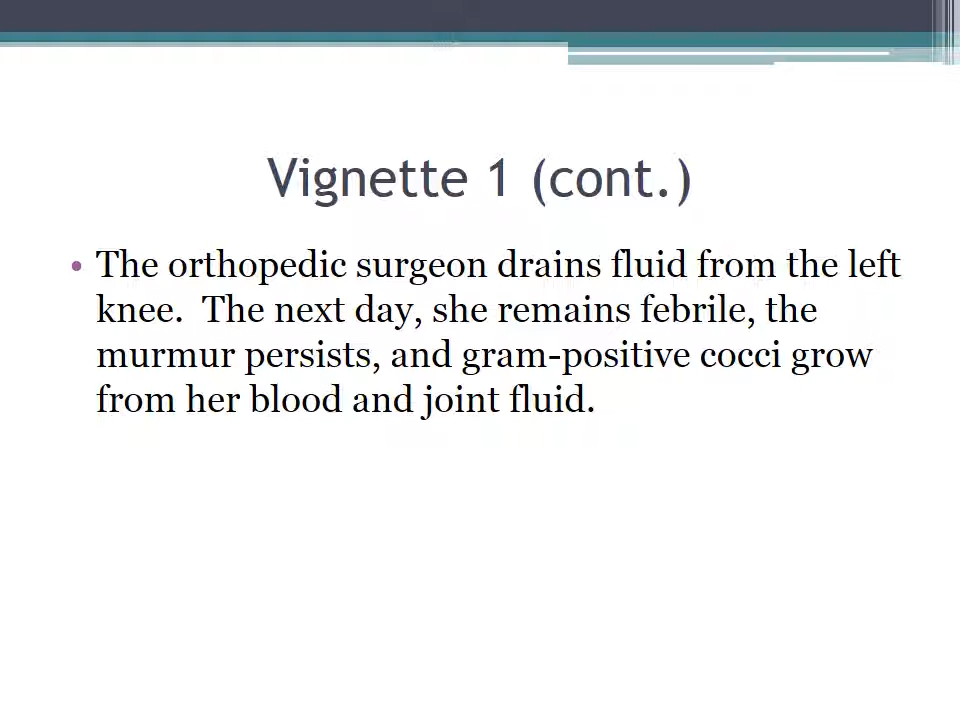 Vignette 1 (cont.)
• The orthopedic surgeon drains fluid from the left
knee.  The next day, she remains febrile, the
murmur persists, and gram-positive cocci grow
from her blood and joint fluid.